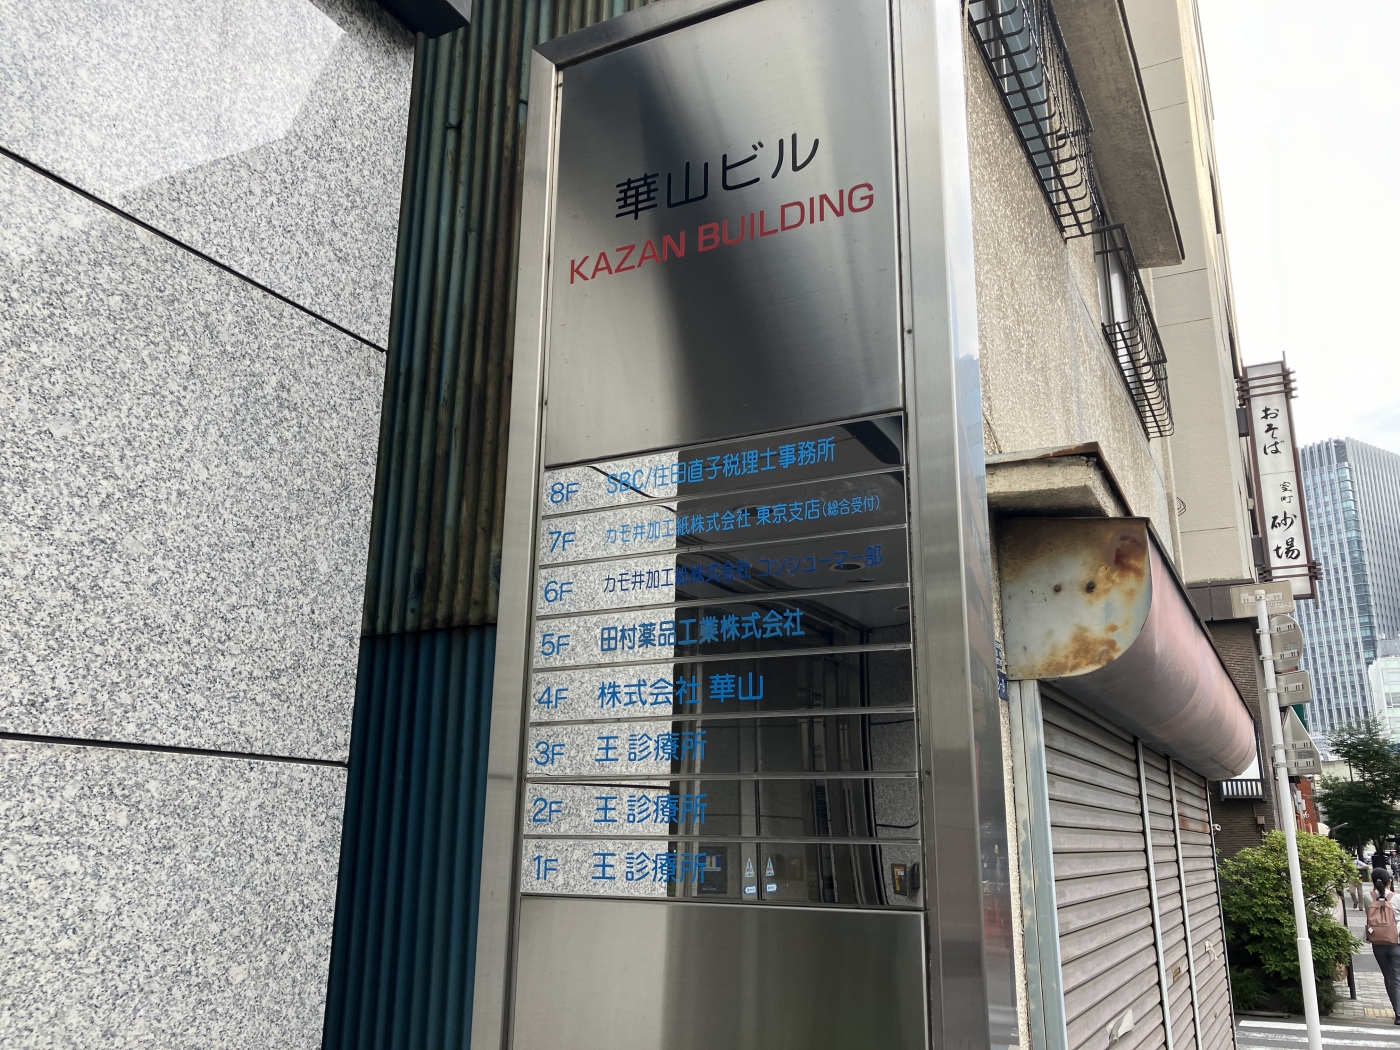 華山ビル
KAZAN BUILDING
8F SBC/住田直子税理士事務所
7F カモ井加工紙株式会社 東京支店(総合受付)
6F カモ井加工紙株式会社 コンシューマー部
5F 田村薬品工業株式会社
4F 株式会社 華山
3F 王 診療所
2F 王 診療所
1F 王 診療所
おそば 室町 砂場